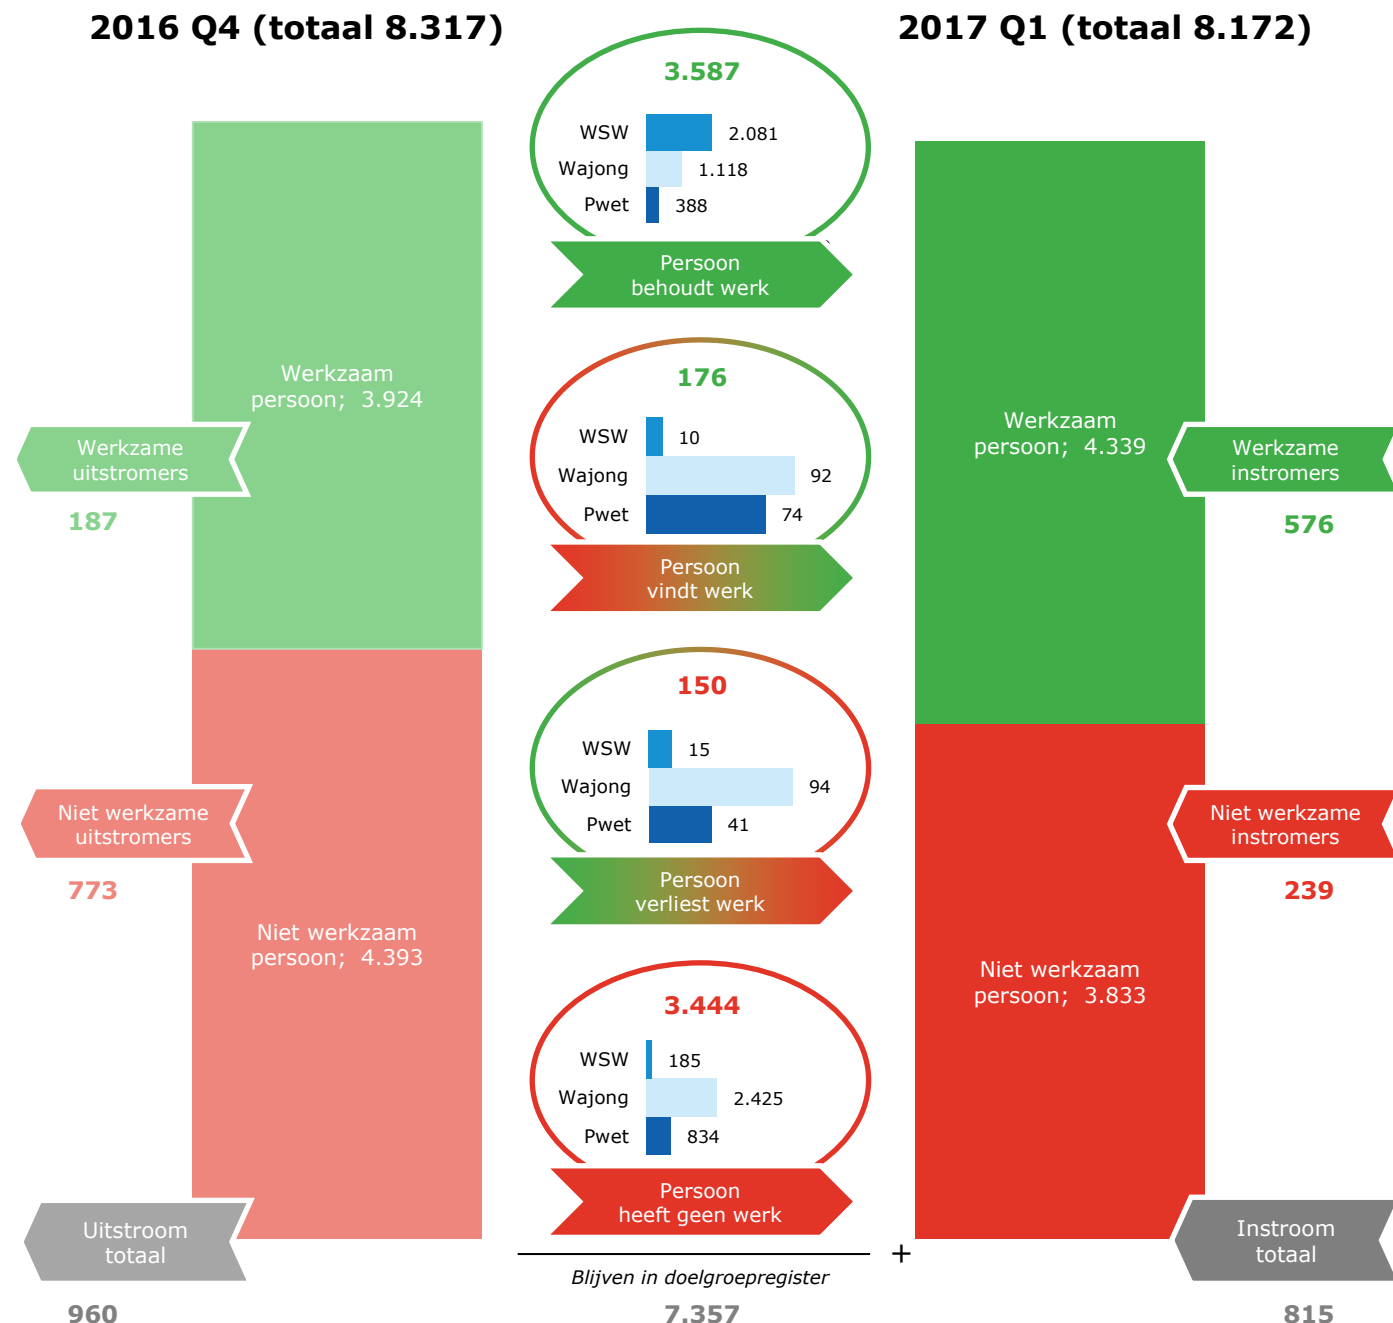 2016 Q4 (totaal 8.317)
2017 Q1 (totaal 8.172)
3.587
WSW 2.081
Wajong 1.118
Pwet 388
Persoon
behoudt werk
Werkzaam
persoon; 3.924
Werkzame
uitstromers
187
176
WSW 10
Wajong 92
Pwet 74
Persoon
vindt werk
Werkzaam
persoon; 4.339
Werkzame
instromers
576
150
WSW 15
Wajong 94
Pwet 41
Persoon
verliest werk
Niet werkzame
uitstromers
773
Niet werkzaam
persoon; 4.393
Niet werkzame
instromers
239
Niet werkzaam
persoon; 3.833
3.444
WSW 185
Wajong 2.425
Pwet 834
Persoon
heeft geen werk
Uitstroom
totaal
960
+
Blijven in doelgroepregister
7.357
Instroom
totaal
815